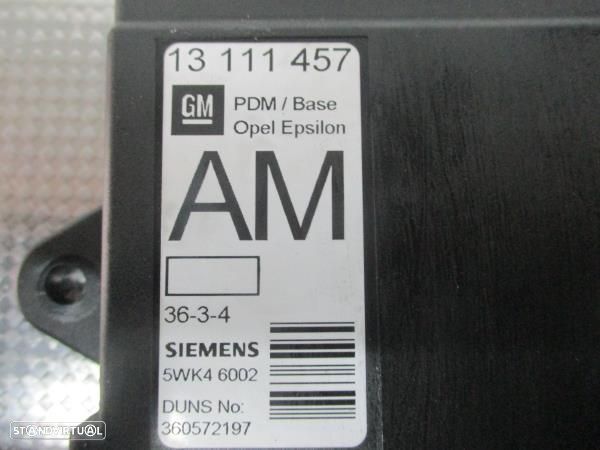 13 111 457
GM
PDM / Base
Opel Epsilon
AM
36-3-4
SIEMENS
5WK4 6002
DUNS No:
360572197
STANDVIRTUAL